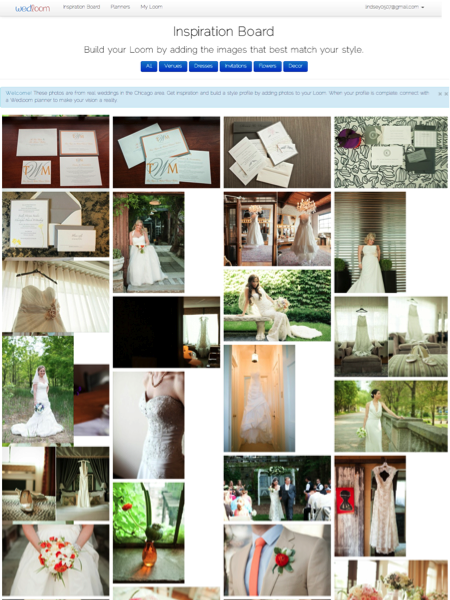 wedloom Inspiration Board Planners My Loom
Inspiration Board
Build your Loom by adding the images that best match your style.
All Venues Dresses Invitations Flowers Decor
Welcome! These photos are from real weddings in the Chicago area. Get inspiration and build a style profile by adding photos to your Loom. When your profile is complete, connect with
a Wedloom planner to make your vision a reality.
T W M
T W M